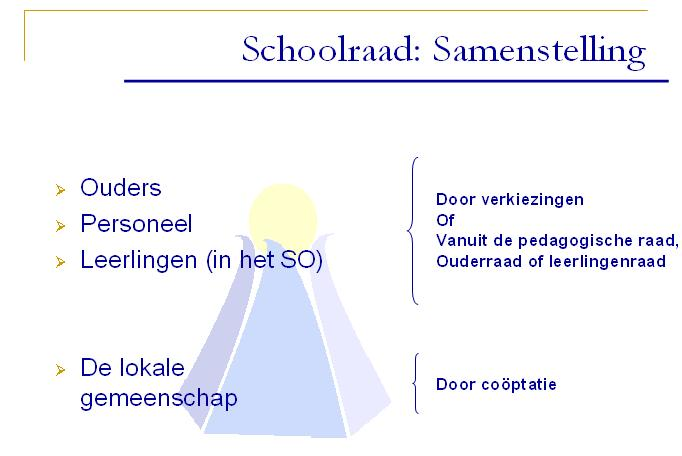 Schoolraad: Samenstelling
Ouders
Personeel
Leerlingen (in het SO)
Door verkiezingen
Of
Vanuit de pedagogische raad,
Ouderraad of leerlingenraad
De lokale
gemeenschap
Door coöptatie